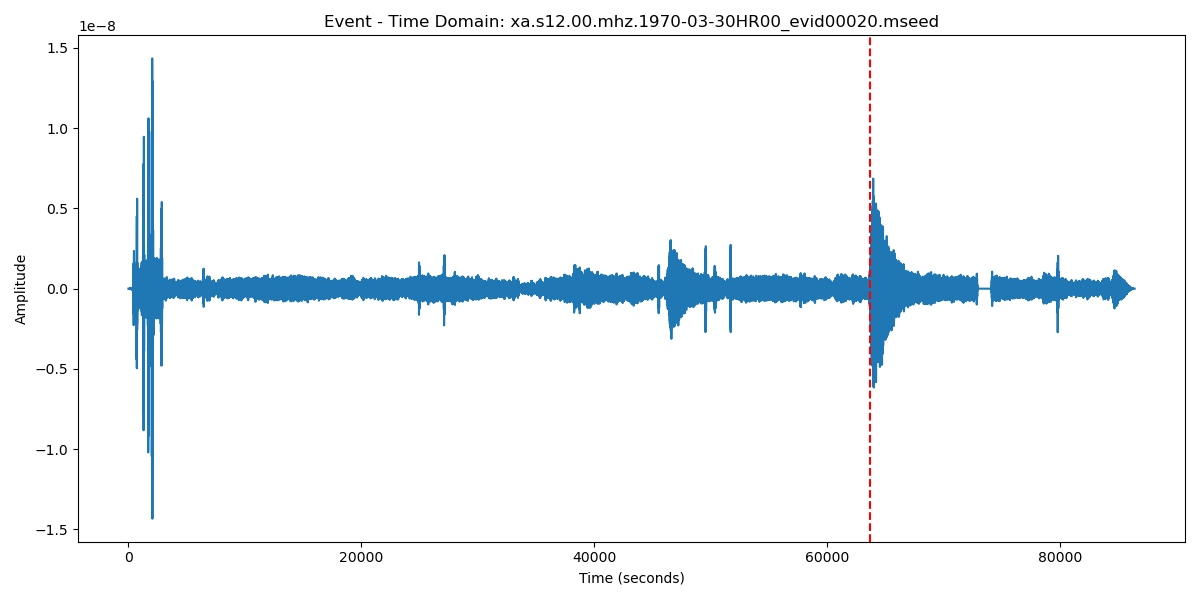 Event - Time Domain: xa.s12.00.mhz.1970-03-30HR00_evid00020.mseed
1e−8
1.5
1.0
0.5
0.0
−0.5
−1.0
−1.5
Amplitude
0 20000 40000 60000 80000
Time (seconds)